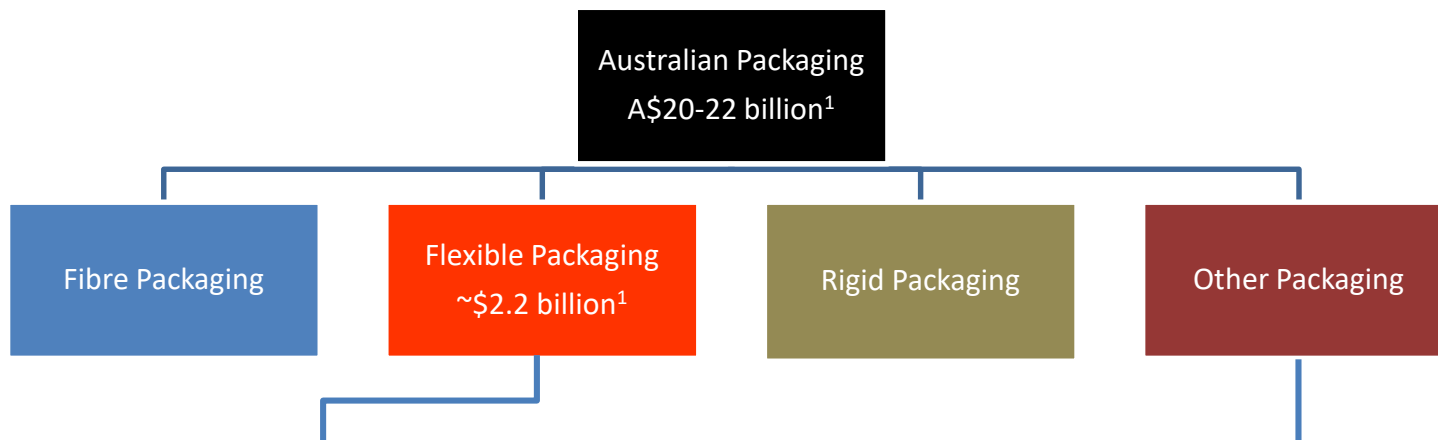 Australian Packaging
A$20-22 billion¹
Fibre Packaging
Flexible Packaging
~$2.2 billion¹
Rigid Packaging
Other Packaging